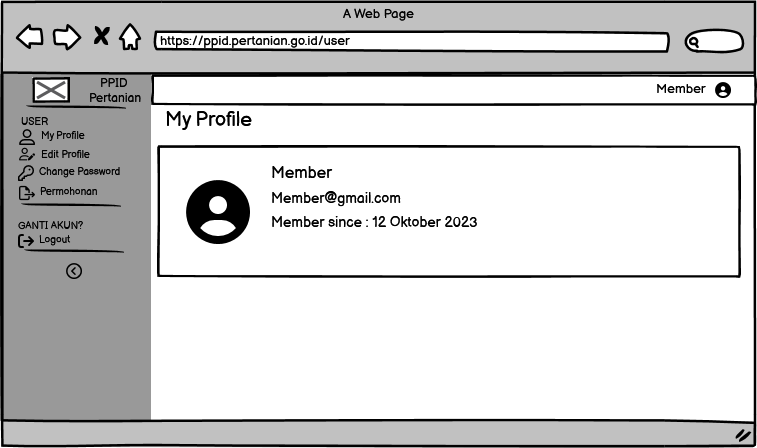 A Web Page
https://ppid.pertanian.go.id/user
PPID
Pertanian
Member
USER
My Profile
Edit Profile
Change Password
Permohonan
GANTI AKUN?
Logout
My Profile
Member
Member@gmail.com
Member since : 12 Oktober 2023